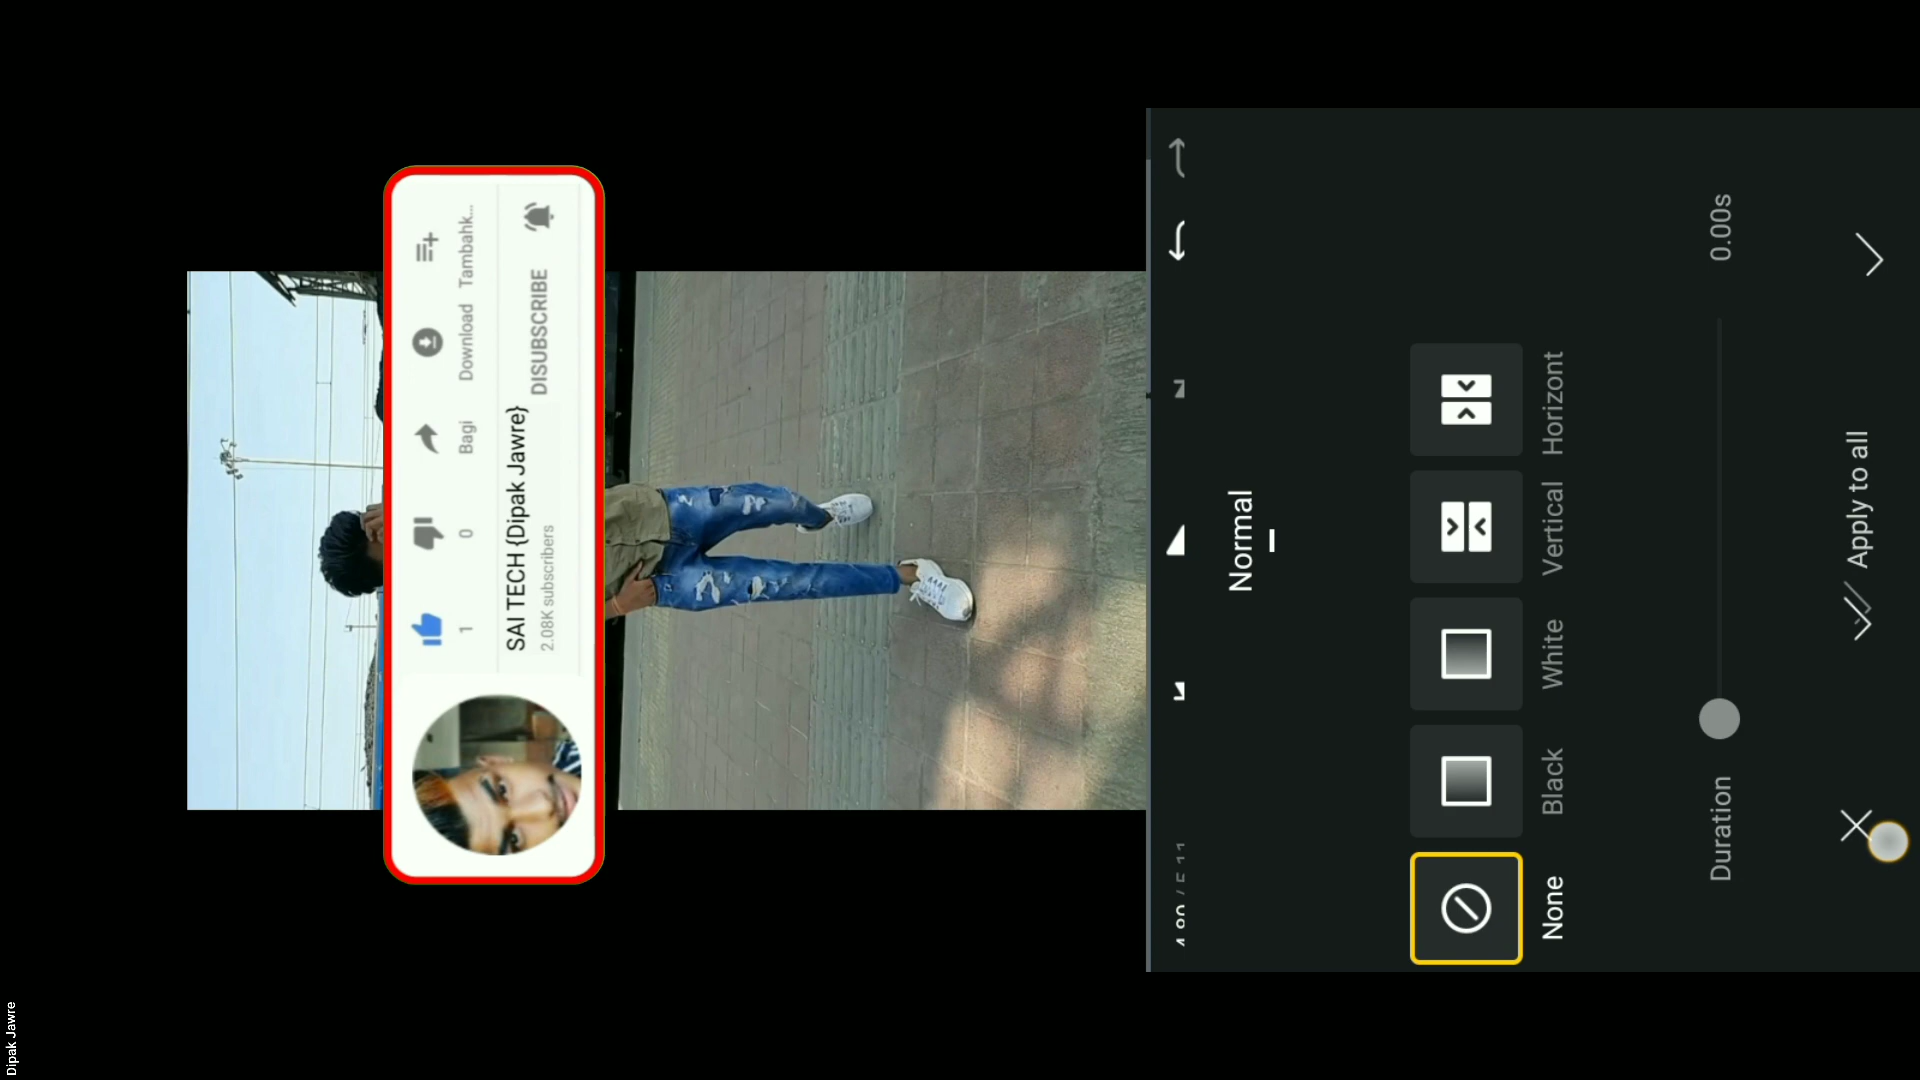 1
0
Bagi
Download
Tambahk...
SAI TECH {Dipak Jawre}
DISUBSCRIBE
2.08K subscribers
Normal
None
Black
White
Vertical
Horizont
Duration
0.00s
Apply to all
Dipak Jawre